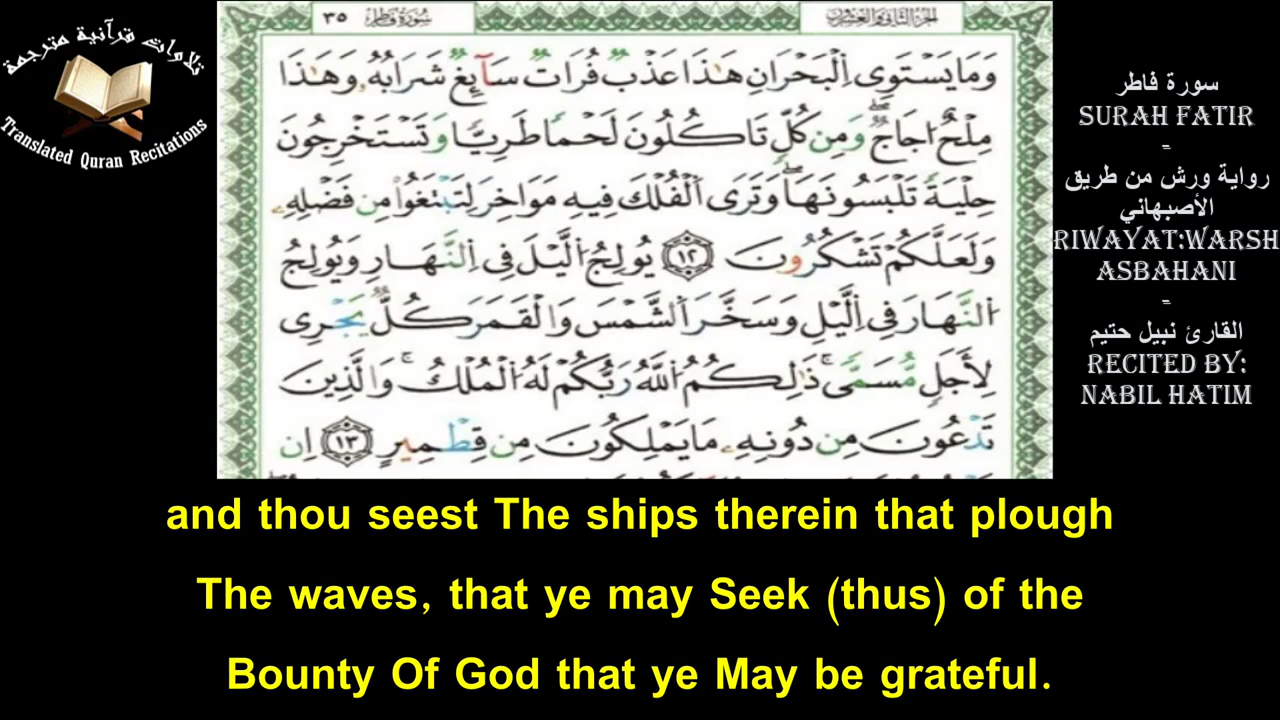 تلاوات قرآنية مترجمة
Translated Quran Recitations
٣٥
سُورَةُ فَاطِرٍ
الجزء الثاني والعشرون
وَمَا يَسْتَوِى اِ۬لْبَحْرَٰنِ هَٰذَا عَذْبٞ فُرَاتٞ سَآئِغٞ شَرَابُهُۥ وَهَٰذَا
مِلْحٌ ا۟جَاجٞۖ وَمِن كُلّٖ تَاكُلُونَ لَحْماٗ طَرِيّاٗ وَتَسْتَخْرِجُونَ
حِلْيَةٗ تَلْبَسُونَهَاۖ وَتَرَى اَ۬لْفُلْكَ فِيهِ مَوَاخِرَ لِتَبْتَغُواْ مِن فَضْلِهِۦ
وَلَعَلَّكُمْ تَشْكُرُونَ ١٢ يُولِجُ اُ۬ليْلَ فِى اِ۬لنَّهَارِ وَيُولِجُ
اُ۬لنَّهَارَ فِى اِ۬ليْلِ وَسَخَّرَ اَ۬لشَّمْسَ وَالْقَمَرَ كُلّٞ يَجْرِى
لِأَجَلٖ مُّسَمّىٗۚ ذَٰلِكُمُ اُ۬للَّهُ رَبُّكُمْ لَهُ اُ۬لْمُلْكُۚ وَالَّذِينَ
تَدْعُونَ مِن دُونِهِۦ مَا يَمْلِكُونَ مِن قِطْمِيرٍ ١٣ اِن
سورة فاطر
SURAH FATIR
-
رواية ورش من طريق
الأصبهاني
RIWAYAT:WARSH
ASBAHANI
-
القارئ نبيل حتيم
RECITED BY:
NABIL HATIM
and thou seest The ships therein that plough
The waves, that ye may Seek (thus) of the
Bounty Of God that ye May be grateful.